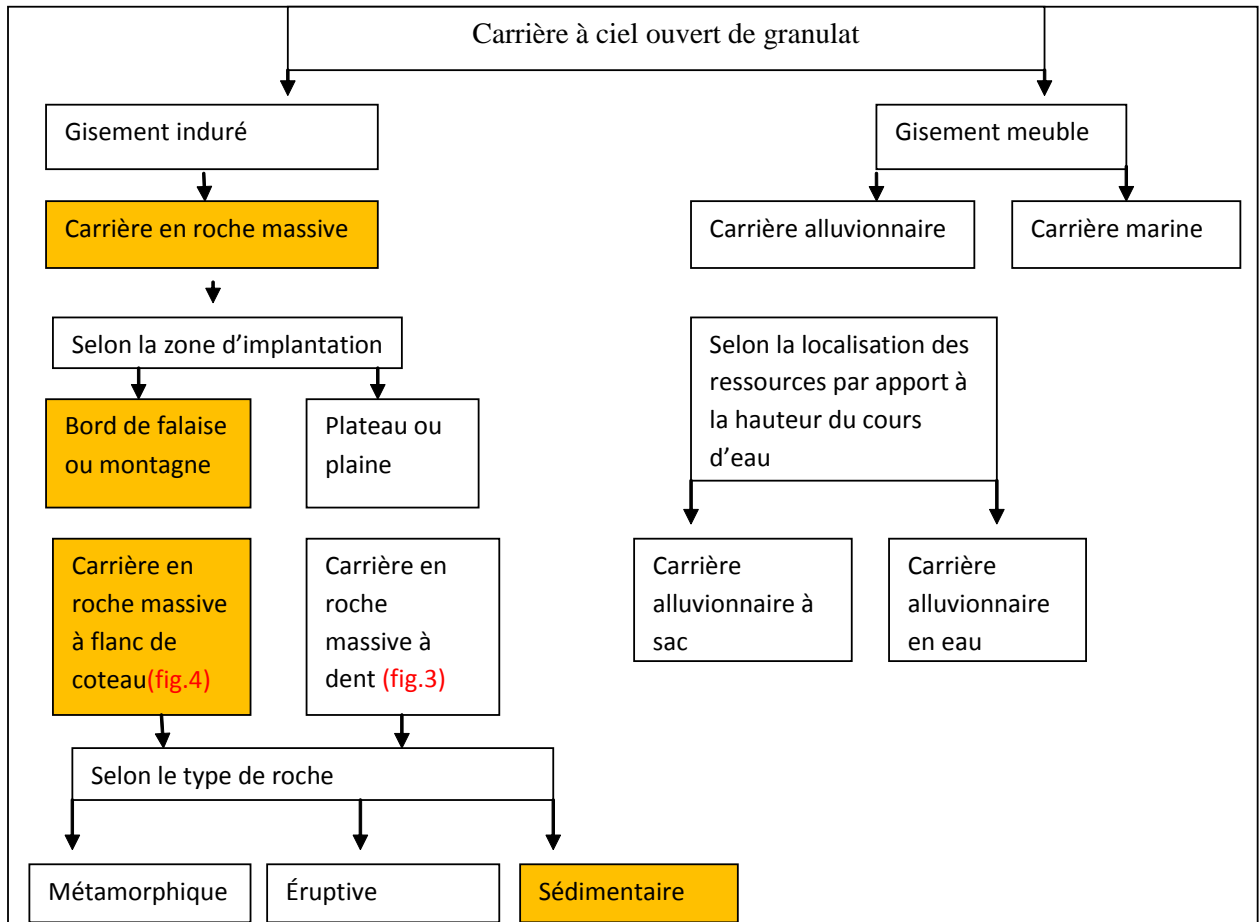 Carrière à ciel ouvert de granulat
Gisement induré
Gisement meuble
Carrière en roche massive
Carrière alluvionnaire
Carrière marine
Selon la zone d’implantation
Selon la localisation des
ressources par apport à
la hauteur du cours
d’eau
Bord de falaise
ou montagne
Plateau ou
plaine
Carrière en
roche massive
à flanc de
coteau(fig.4)
Carrière en
roche
massive à
dent (fig.3)
Carrière
alluvionnaire à
sac
Carrière
alluvionnaire
en eau
Selon le type de roche
Métamorphique
Éruptive
Sédimentaire